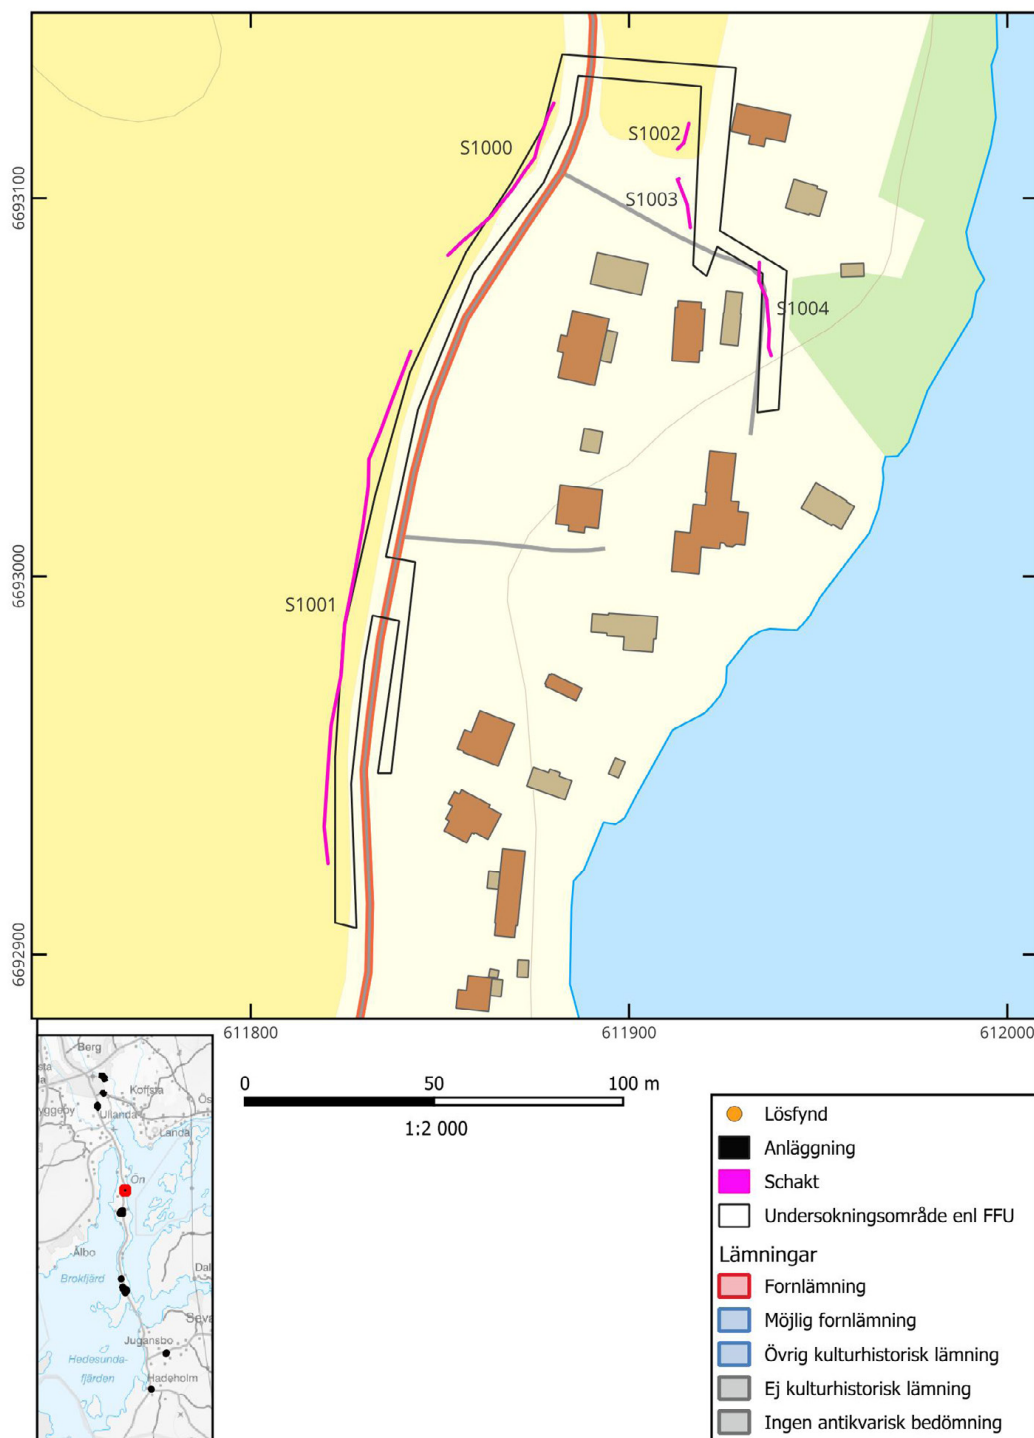 S1000
S1002
S1003
S1004
S1001
6693100
6693000
6692900
611800
611900
612000
0 50 100 m
1:2 000
Berg
Koffsta
yggeby
Ullanda
Landa
Ön
Älbo
Brokfjärd
Jugansbo
Hedesunda-
fjärden
Hadeholm
Lösfynd
Anläggning
Schakt
Undersokningsområde enl FFU
Lämningar
Fornlämning
Möjlig fornlämning
Övrig kulturhistorisk lämning
Ej kulturhistorisk lämning
Ingen antikvarisk bedömning